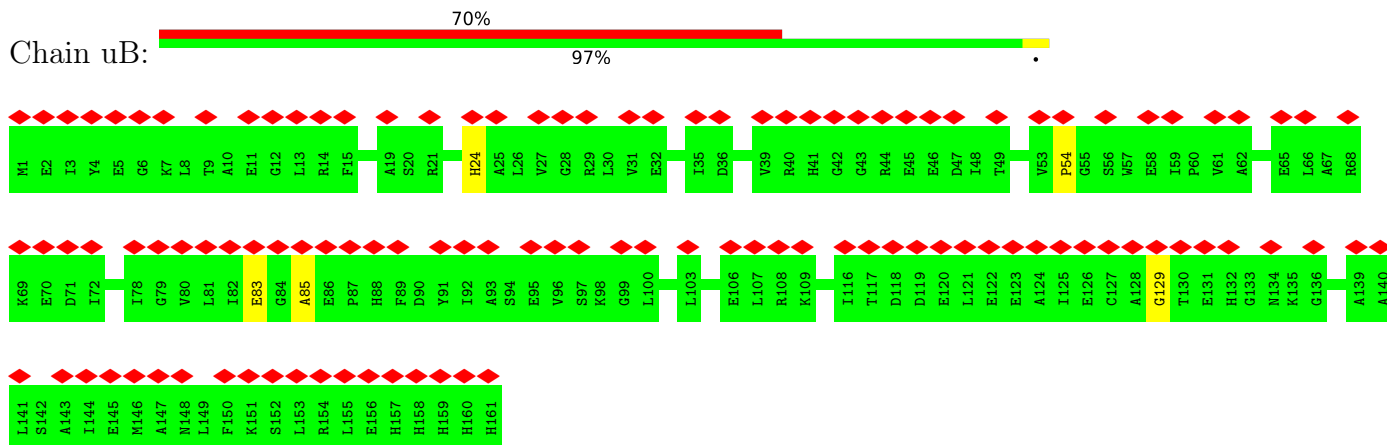 70%
Chain uB:
97%
.
M1 E2 I3 Y4 E5 G6 K7 L8 T9 A10 E11 G12 L13 R14 F15 A19 S20 R21 H24 A25 L26 V27 G28 R29 L30 V31 E32 I35 D36 V39 R40 H41 G42 G43 R44 E45 E46 D47 I48 T49 V53 P54 G55 S56 W57 E58 I59 P60 V61 A62 E65 L66 A67 R68
K69 E70 D71 I72 I78 G79 V80 L81 I82 E83 G84 A85 E86 P87 H88 F89 D90 Y91 I92 A93 S94 E95 V96 S97 K98 G99 L100 L103 E106 L107 R108 K109 I116 T117 D118 D119 E120 L121 E122 E123 A124 I125 E126 C127 A128 G129 T130 E131 H132 G133 N134 K135 G136 A139 A140
L141 S142 A143 I144 E145 M146 A147 N148 L149 F150 K151 S152 L153 R154 L155 E156 H157 H158 H159 H160 H161